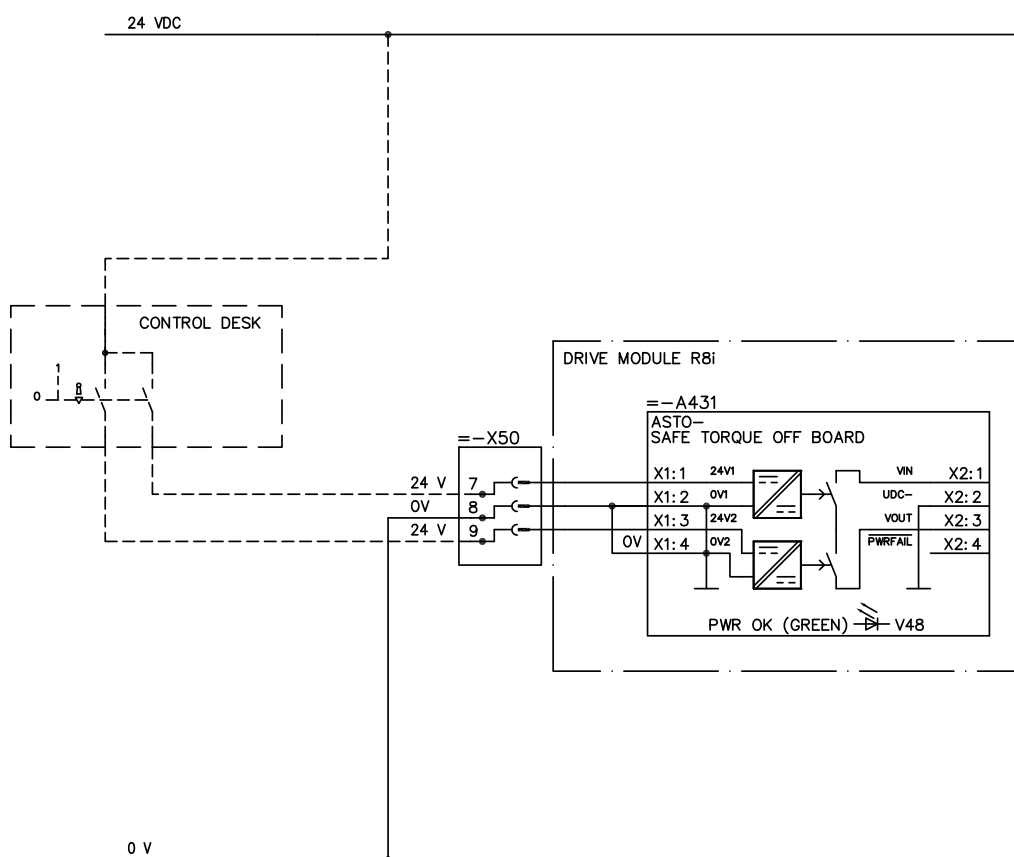 24 VDC
CONTROL DESK
1
0
DRIVE MODULE R8i
=-A431
ASTO-
SAFE TORQUE OFF BOARD
=-X50
24 V 7
0V 8
24 V 9
X1:1 24V1 VIN X2:1
X1:2 0V1 UDC- X2:2
X1:3 24V2 VOUT X2:3
0V X1:4 0V2 PWRFAIL X2:4
PWR OK (GREEN) V48
0 V